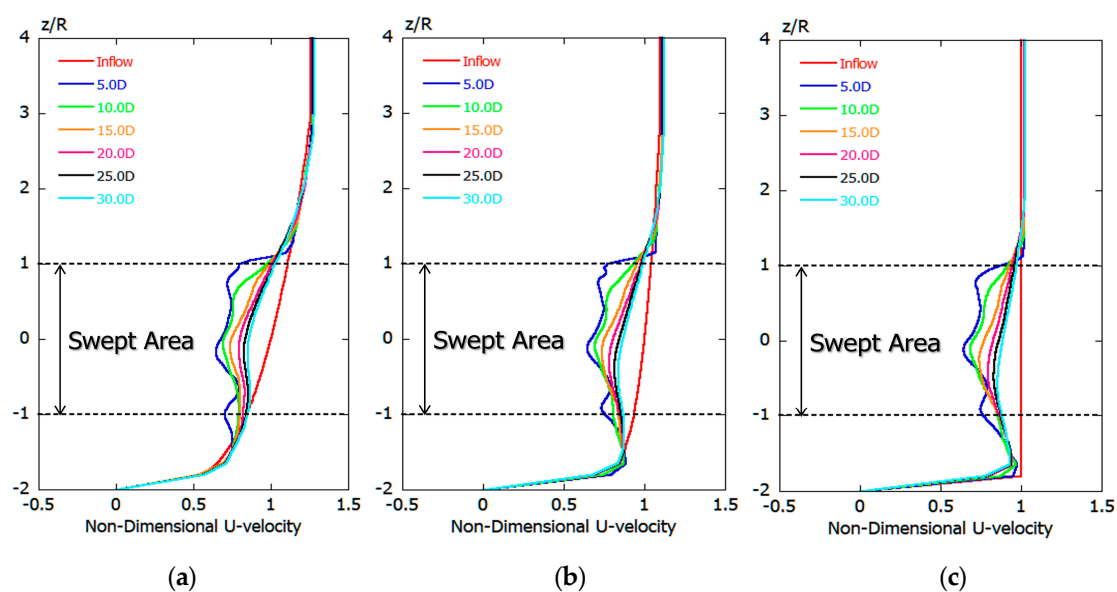 z/R
4
3
2
1
0
-1
-2
Inflow
5.0D
10.0D
15.0D
20.0D
25.0D
30.0D
Swept Area
-0.5 0 0.5 1 1.5
Non-Dimensional U-velocity
(a)
z/R
4
3
2
1
0
-1
-2
Inflow
5.0D
10.0D
15.0D
20.0D
25.0D
30.0D
Swept Area
-0.5 0 0.5 1 1.5
Non-Dimensional U-velocity
(b)
z/R
4
3
2
1
0
-1
-2
Inflow
5.0D
10.0D
15.0D
20.0D
25.0D
30.0D
Swept Area
-0.5 0 0.5 1 1.5
Non-Dimensional U-velocity
(c)